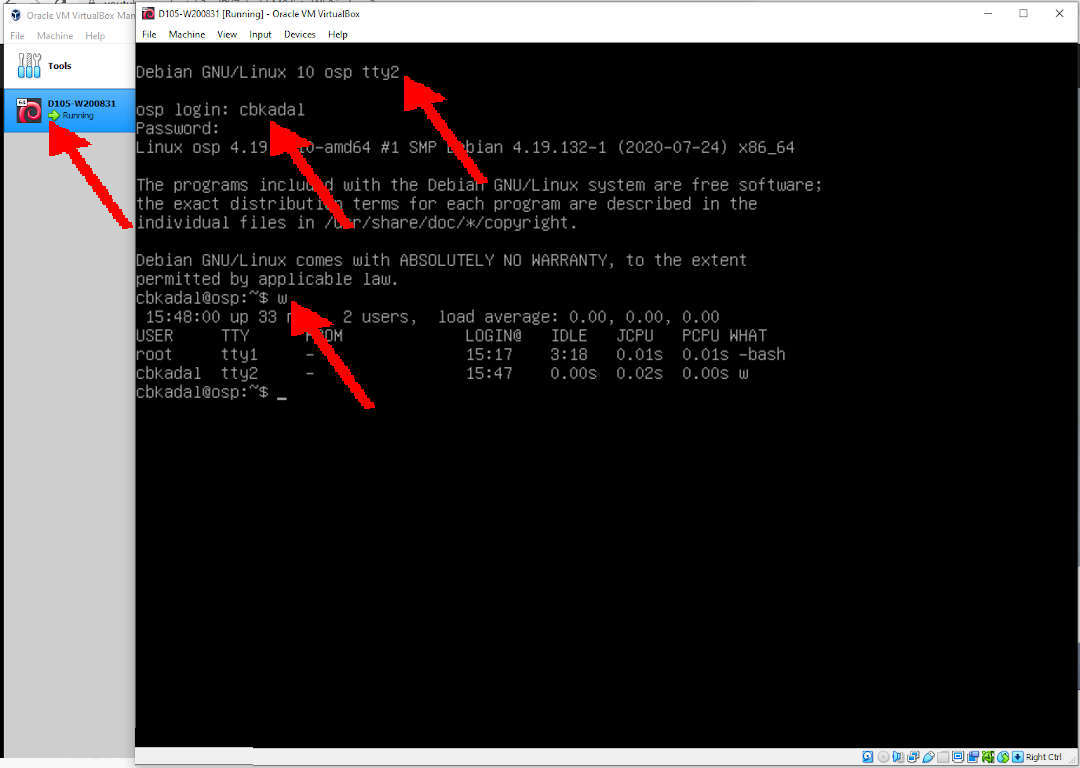 Oracle VM VirtualBox Man
File Machine Help
Tools
D105-W200831
Running
D105-W200831 [Running] - Oracle VM VirtualBox
File Machine View Input Devices Help
Debian GNU/Linux 10 osp tty2
osp login: cbkadal
Password:
Linux osp 4.19. 10-amd64 #1 SMP Debian 4.19.132-1 (2020-07-24) x86_64
The programs included with the Debian GNU/Linux system are free software;
the exact distribution terms for each program are described in the
individual files in /usr/share/doc/*/copyright.
Debian GNU/Linux comes with ABSOLUTELY NO WARRANTY, to the extent
permitted by applicable law.
cbkadal@osp:~$ w
15:48:00 up 33 2 users, load average: 0.00, 0.00, 0.00
USER TTY FROM LOGIN@ IDLE JCPU PCPU WHAT
root tty1 - 15:17 3:18 0.01s 0.01s -bash
cbkadal tty2 - 15:47 0.00s 0.02s 0.00s w
cbkadal@osp:~$ _
Right Ctrl